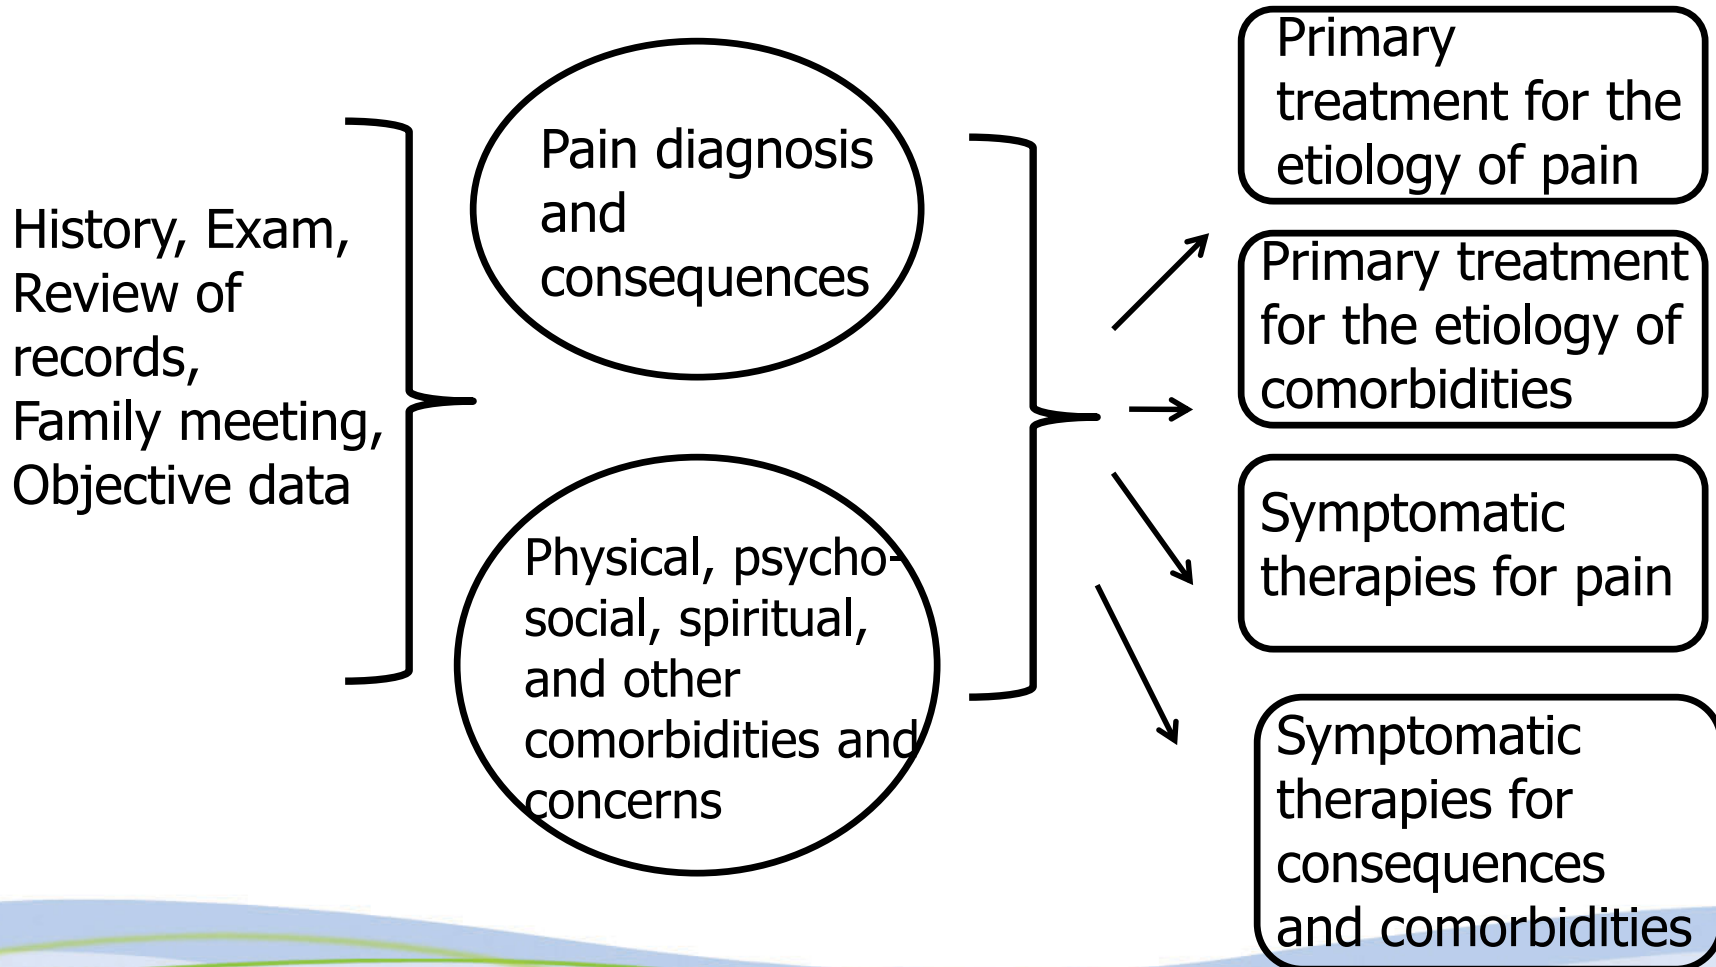 History, Exam,
Review of
records,
Family meeting,
Objective data
Pain diagnosis
and
consequences
Physical, psycho-
social, spiritual,
and other
comorbidities and
concerns
Primary
treatment for the
etiology of pain
Primary treatment
for the etiology of
comorbidities
Symptomatic
therapies for pain
Symptomatic
therapies for
consequences
and comorbidities